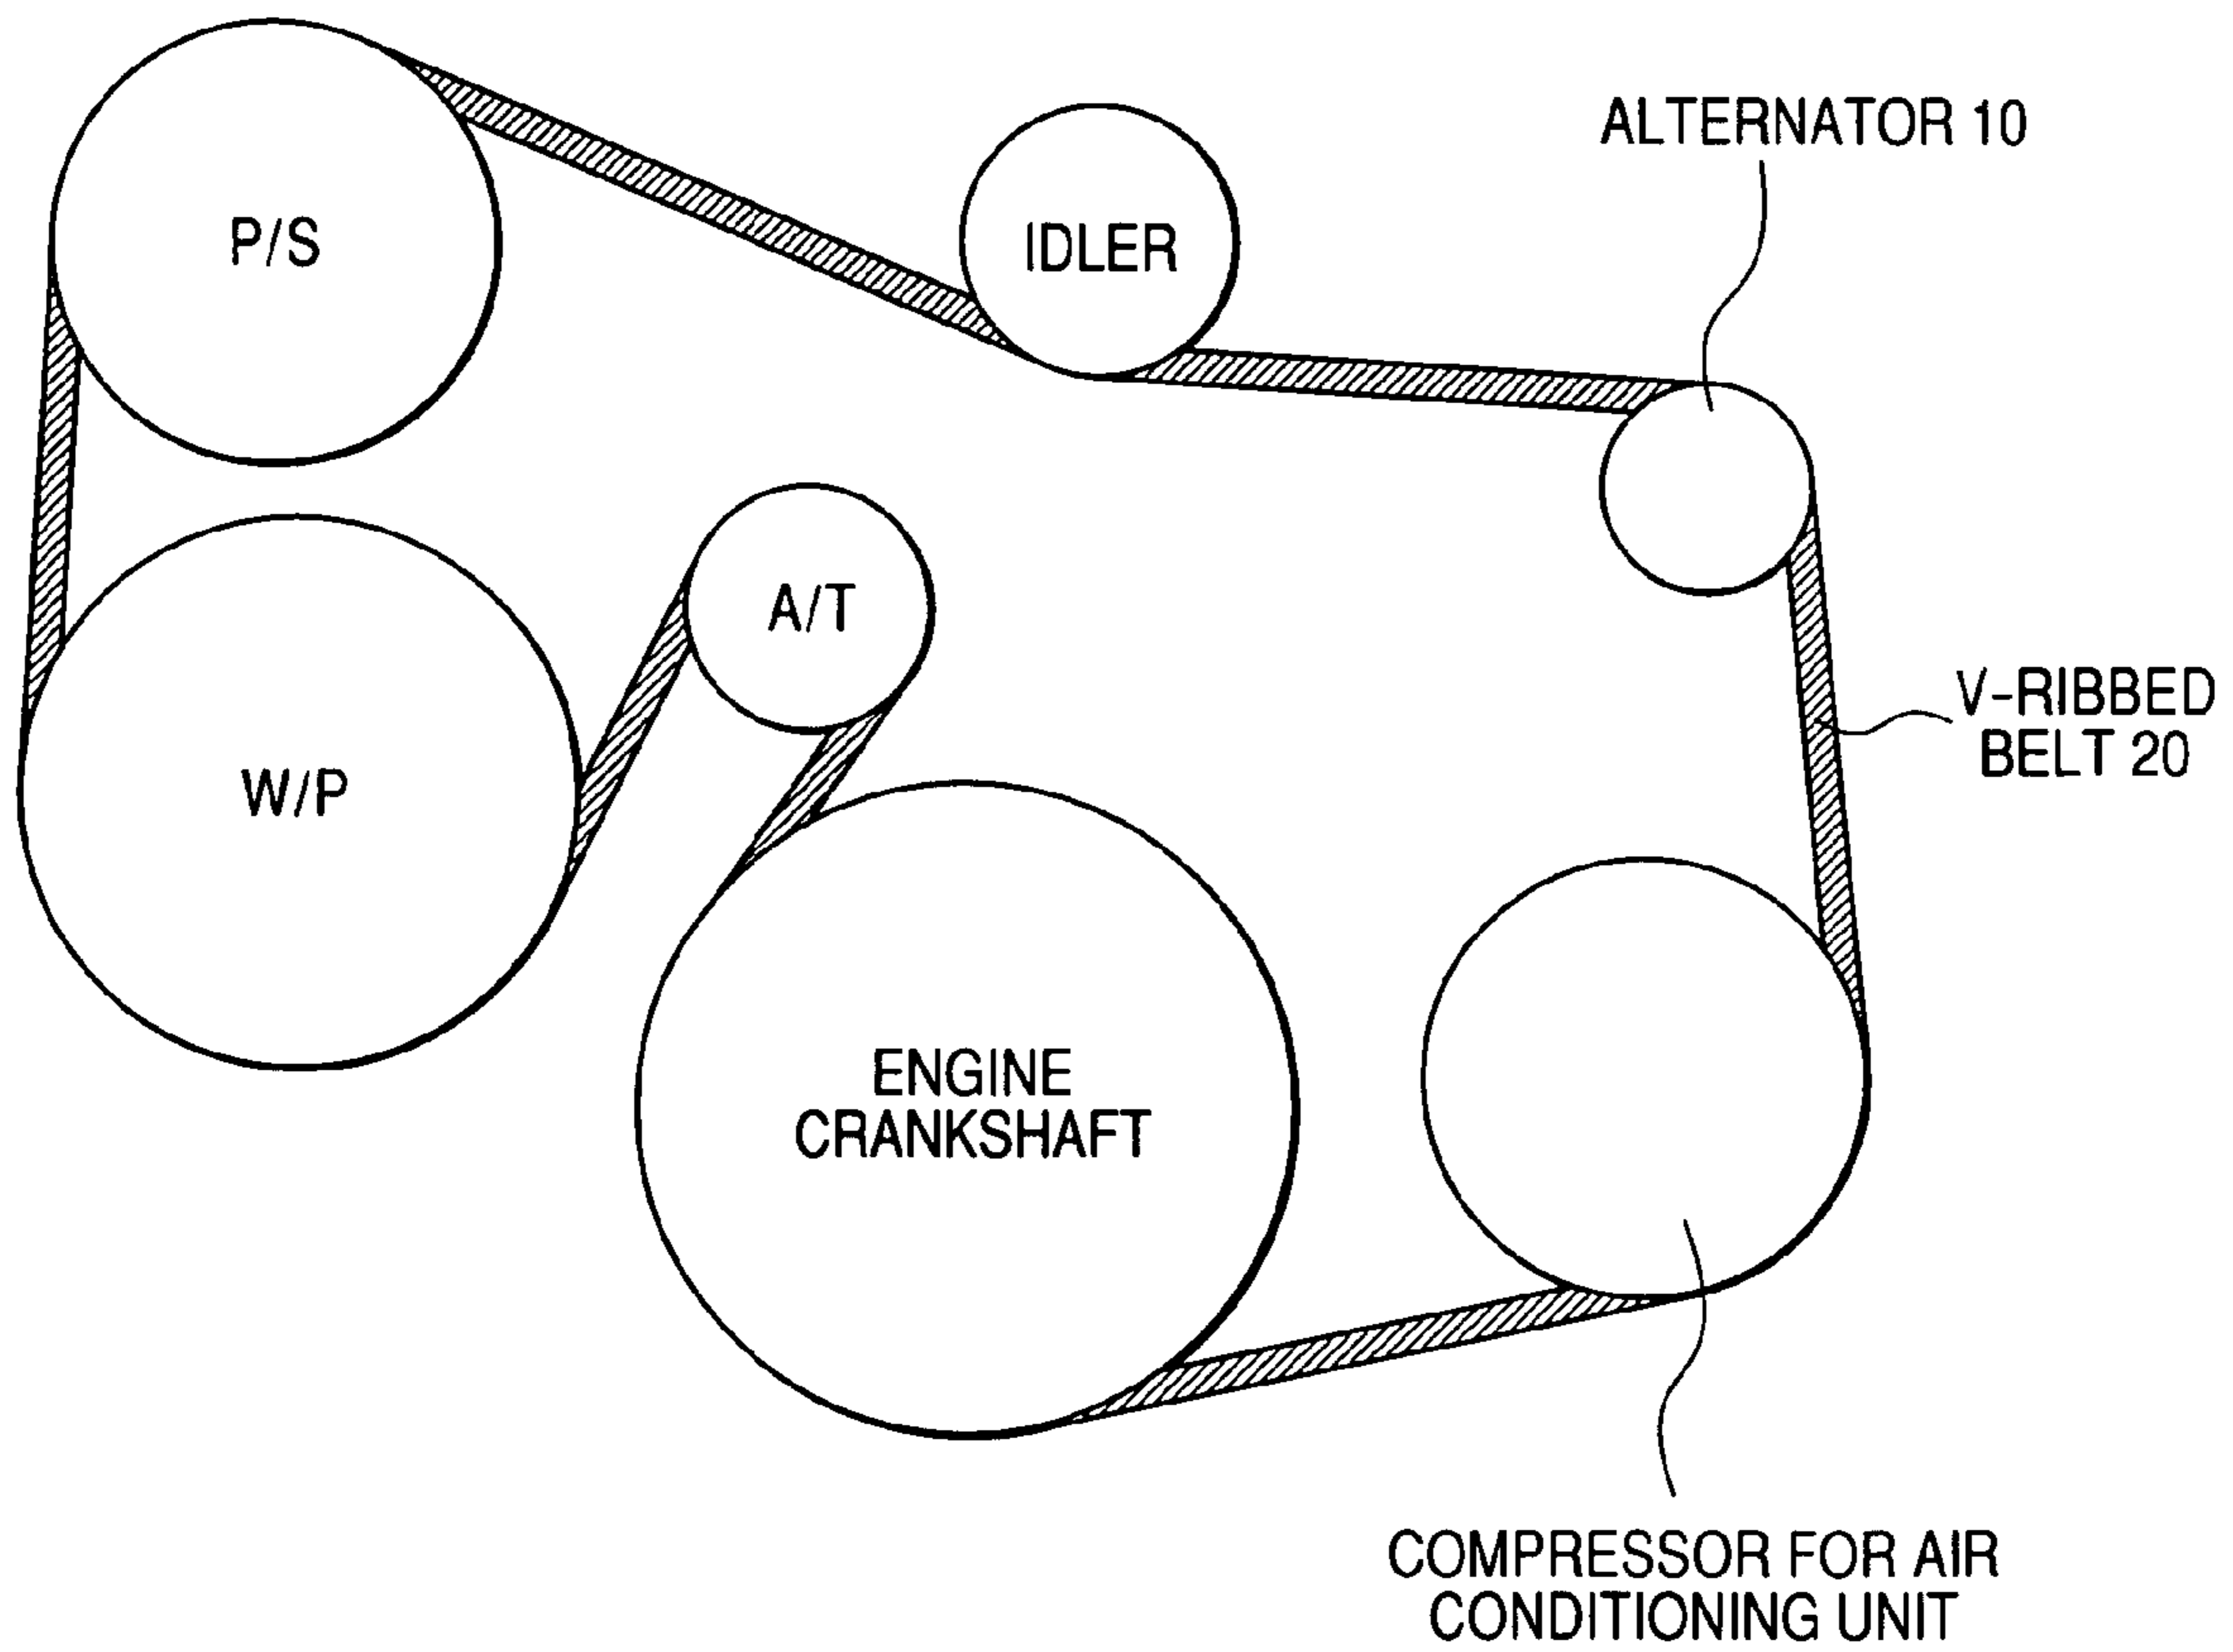 ALTERNATOR 10
P/S
IDLER
A/T
V-RIBBED
BELT 20
W/P
ENGINE
CRANKSHAFT
COMPRESSOR FOR AIR
CONDITIONING UNIT